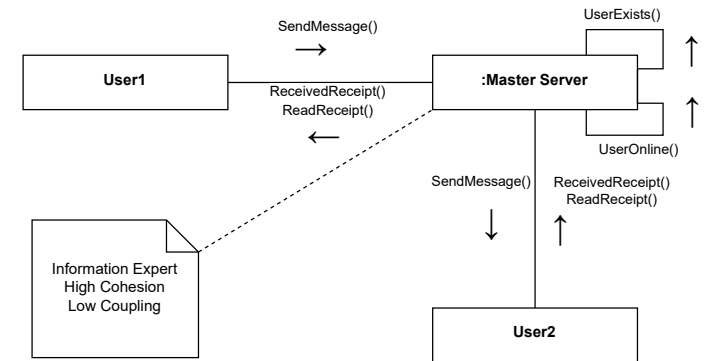 UserExists()
SendMessage()
User1
:Master Server
ReceivedReceipt()
ReadReceipt()
UserOnline()
SendMessage()
ReceivedReceipt()
ReadReceipt()
Information Expert
High Cohesion
Low Coupling
User2